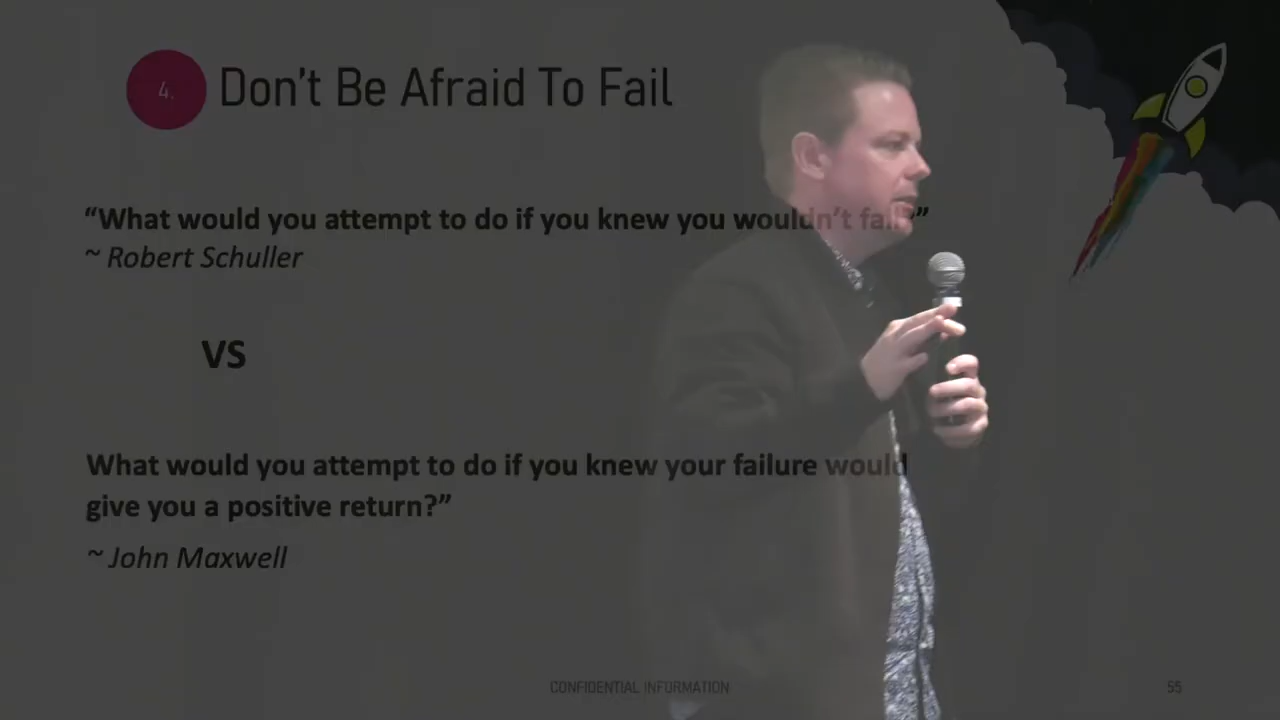 4.
Don't Be Afraid To Fail
“What would you attempt to do if you knew you wouldn't fail?”
~ Robert Schuller
VS
What would you attempt to do if you knew your failure would
give you a positive return?”
~ John Maxwell
CONFIDENTIAL INFORMATION
55